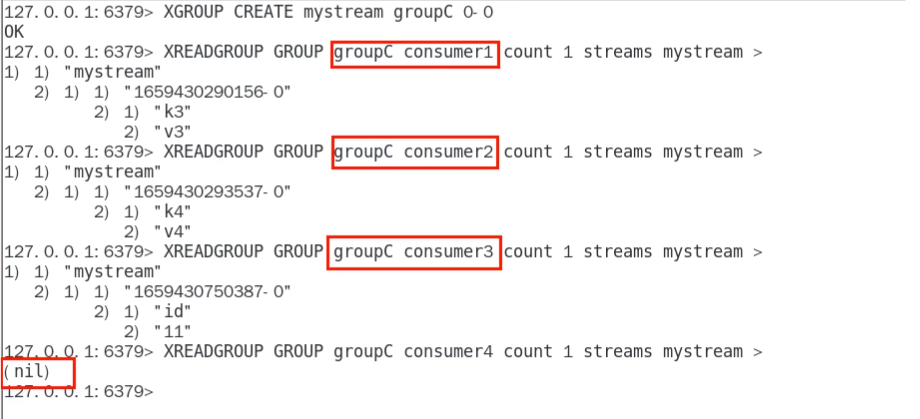 127.0.0.1:6379> XGROUP CREATE mystream groupC 0-0
OK
127.0.0.1:6379> XREADGROUP GROUP groupC consumer1 count 1 streams mystream >
1) 1) "mystream"
   2) 1) 1) "1659430290156-0"
         2) 1) "k3"
            2) "v3"
127.0.0.1:6379> XREADGROUP GROUP groupC consumer2 count 1 streams mystream >
1) 1) "mystream"
   2) 1) 1) "1659430293537-0"
         2) 1) "k4"
            2) "v4"
127.0.0.1:6379> XREADGROUP GROUP groupC consumer3 count 1 streams mystream >
1) 1) "mystream"
   2) 1) 1) "1659430750387-0"
         2) 1) "id"
            2) "11"
127.0.0.1:6379> XREADGROUP GROUP groupC consumer4 count 1 streams mystream >
(nil)
127.0.0.1:6379>